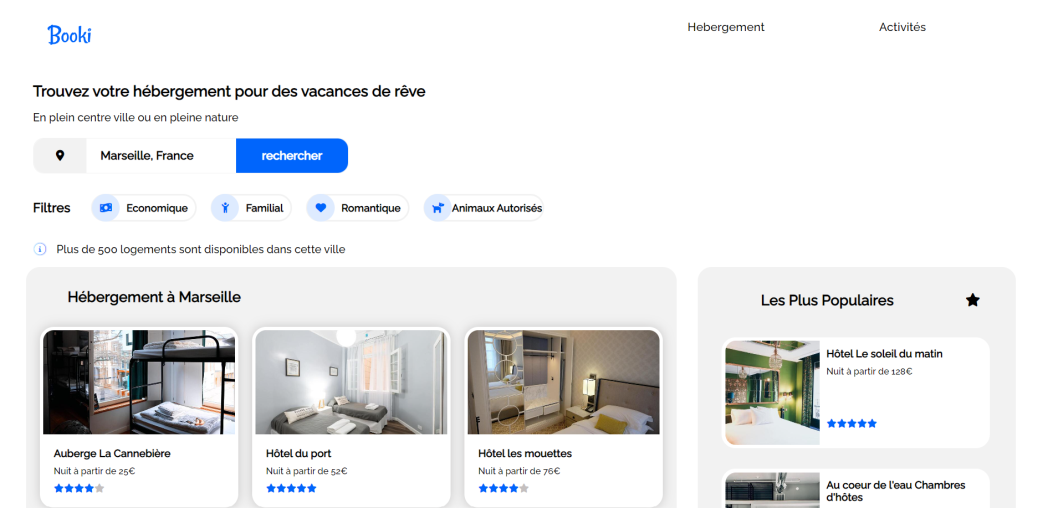 Booki
Hebergement
Activités
Trouvez votre hébergement pour des vacances de rêve
En plein centre ville ou en pleine nature
Marseille, France
rechercher
Filtres
Economique
Familial
Romantique
Animaux Autorisés
Plus de 500 logements sont disponibles dans cette ville
Hébergement à Marseille
Auberge La Cannebière
Nuit à partir de 25€
Hôtel du port
Nuit à partir de 52€
Hôtel les mouettes
Nuit à partir de 76€
Les Plus Populaires
Hôtel Le soleil du matin
Nuit à partir de 128€
Au coeur de l'eau Chambres
d'hôtes